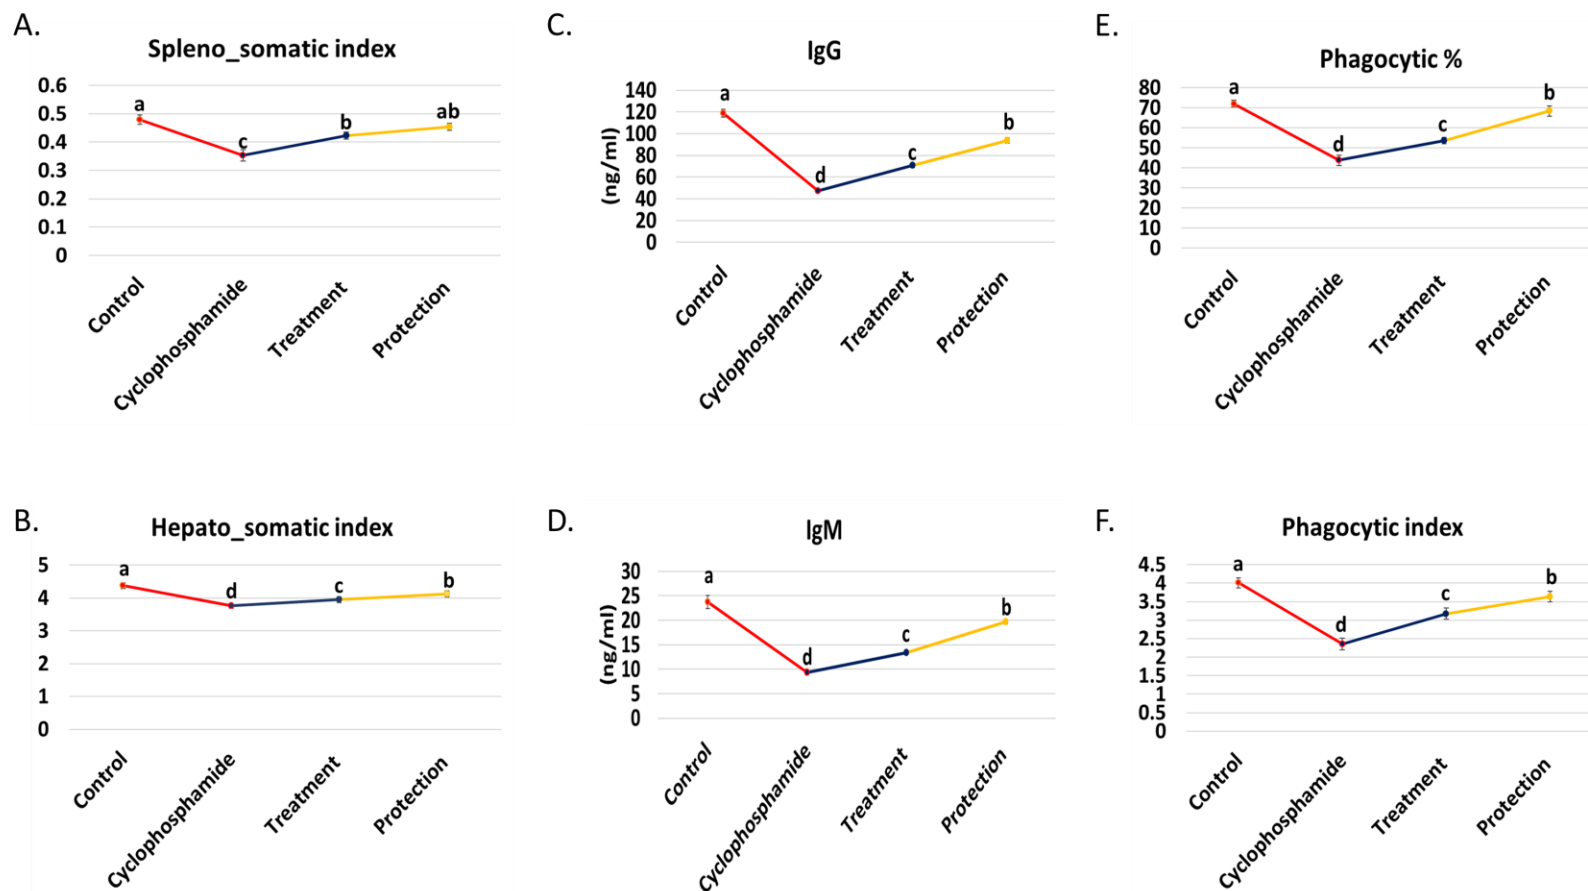 A.
Spleno_somatic index
0.6
0.5
0.4
0.3
0.2
0.1
0
a
c
b
ab
Control
Cyclophosphamide
Treatment
Protection
C.
IgG
(ng/ml)
140
120
100
80
60
40
20
0
a
d
c
b
Control
Cyclophosphamide
Treatment
Protection
E.
Phagocytic %
80
70
60
50
40
30
20
10
0
a
d
c
b
Control
Cyclophosphamide
Treatment
Protection
B.
Hepato_somatic index
5
4
3
2
1
0
a
d
c
b
Control
Cyclophosphamide
Treatment
Protection
D.
IgM
(ng/ml)
30
25
20
15
10
5
0
a
d
c
b
Control
Cyclophosphamide
Treatment
Protection
F.
Phagocytic index
4.5
4
3.5
3
2.5
2
1.5
1
0.5
0
a
d
c
b
Control
Cyclophosphamide
Treatment
Protection